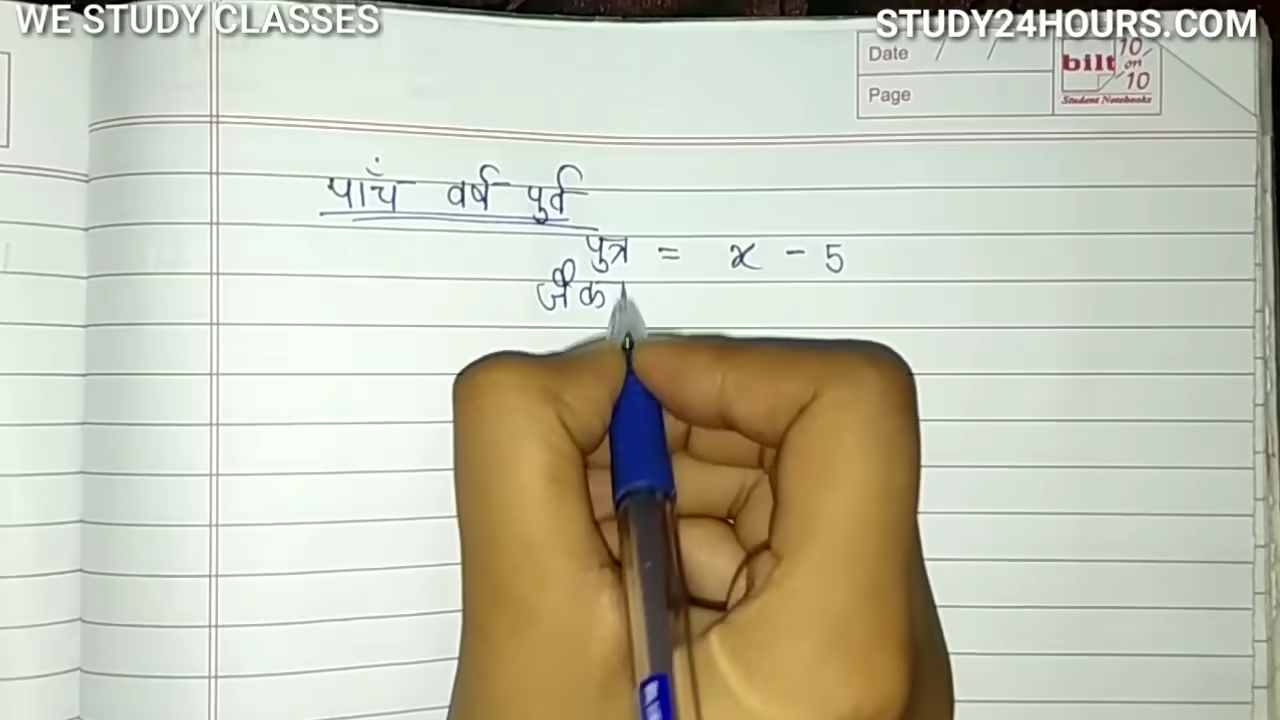 WE STUDY CLASSES
STUDY24HOURS.COM
Date / /
Page
bilt
10
on
10
Student Notebooks
पाँच वर्ष पुर्व
पुत्र = x - 5
जैक